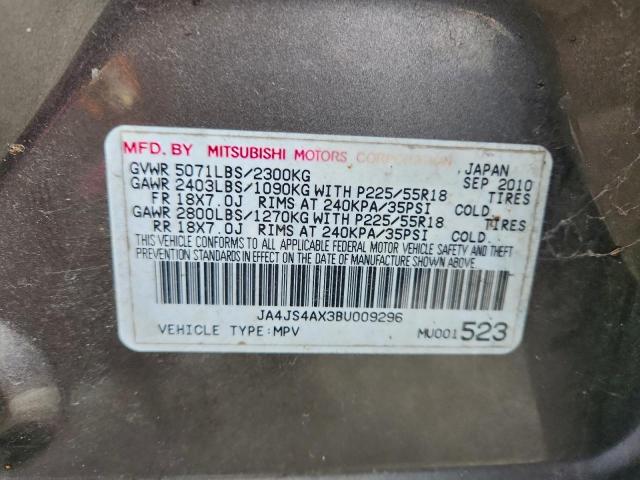 MFD. BY MITSUBISHI MOTORS CORPORATION JAPAN
GVWR 5071LBS/2300KG SEP 2010
GAWR 2403LBS/1090KG WITH P225/55R18 TIRES
FR 18X7.0J RIMS AT 240KPA/35PSI COLD
GAWR 2800LBS/1270KG WITH P225/55R18 TIRES
RR 18X7.0J RIMS AT 240KPA/35PSI COLD
THIS VEHICLE CONFORMS TO ALL APPLICABLE FEDERAL MOTOR VEHICLE SAFETY AND THEFT
PREVENTION STANDARDS IN EFFECT ON THE DATE OF MANUFACTURE SHOWN ABOVE.
JA4JS4AX3BU009296
VEHICLE TYPE:MPV MU001523